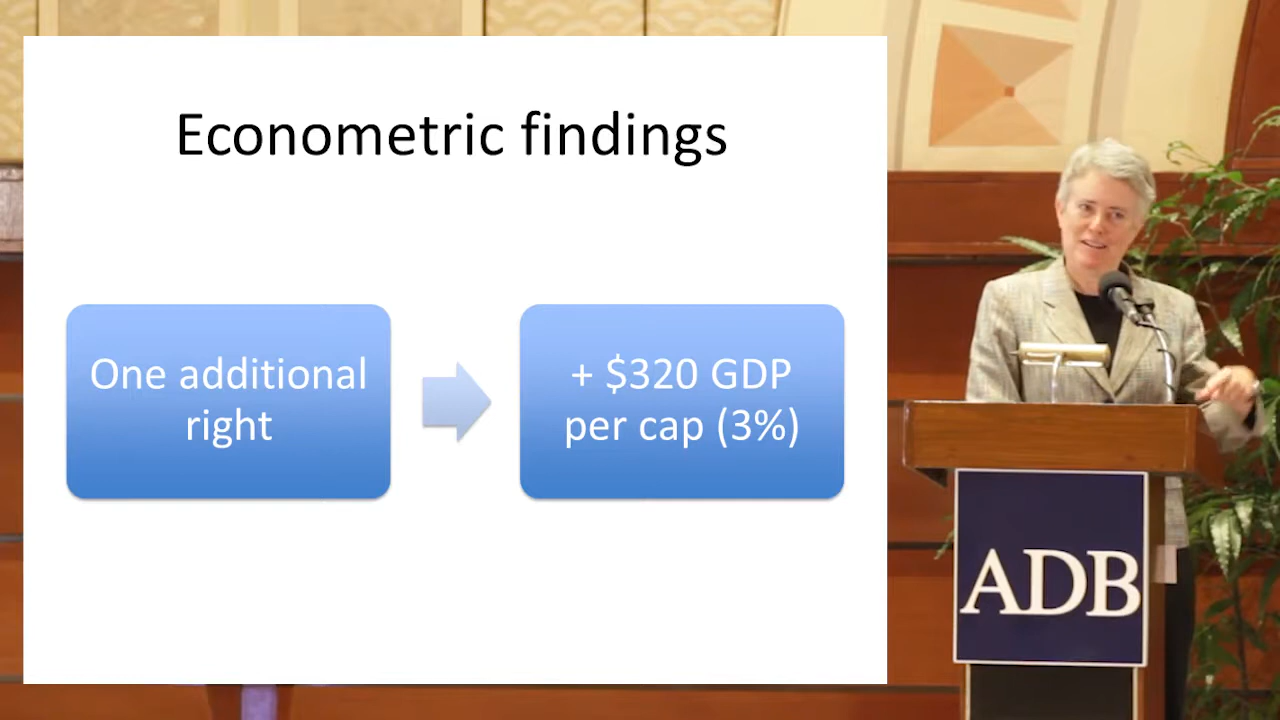 Econometric findings
One additional
right
+ $320 GDP
per cap (3%)
ADB